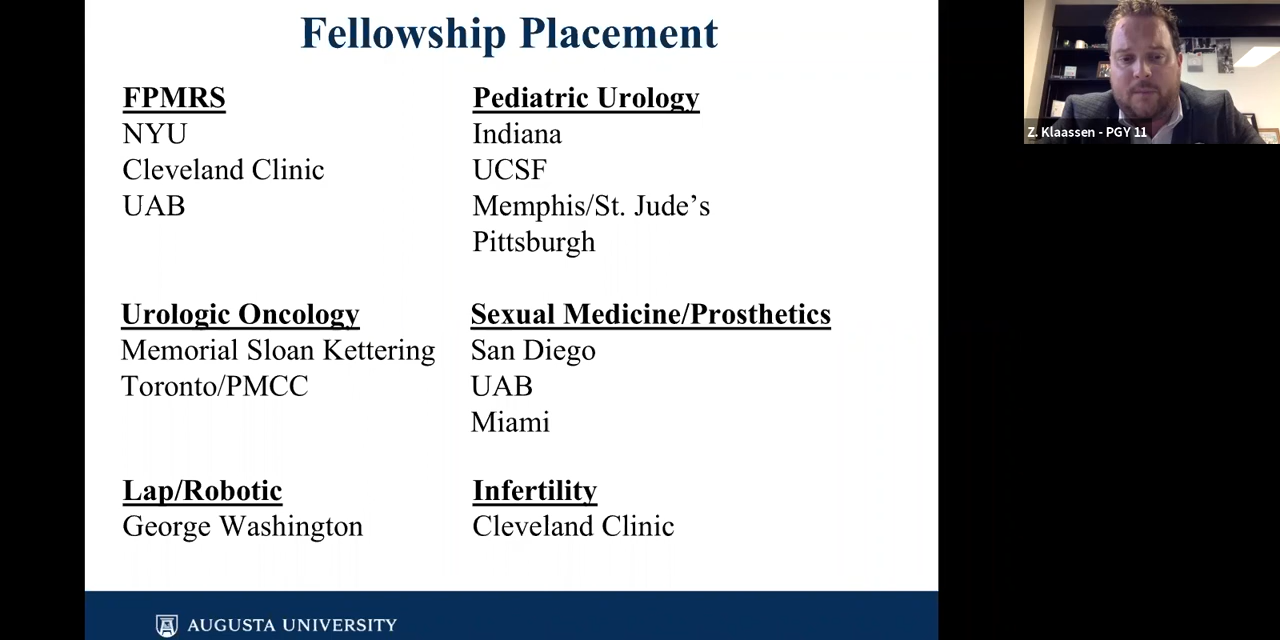 Fellowship Placement
FPMRS
NYU
Cleveland Clinic
UAB
Pediatric Urology
Indiana
UCSF
Memphis/St. Jude’s
Pittsburgh
Urologic Oncology
Memorial Sloan Kettering
Toronto/PMCC
Sexual Medicine/Prosthetics
San Diego
UAB
Miami
Lap/Robotic
George Washington
Infertility
Cleveland Clinic
AUGUSTA UNIVERSITY
Z. Klaassen - PGY 11